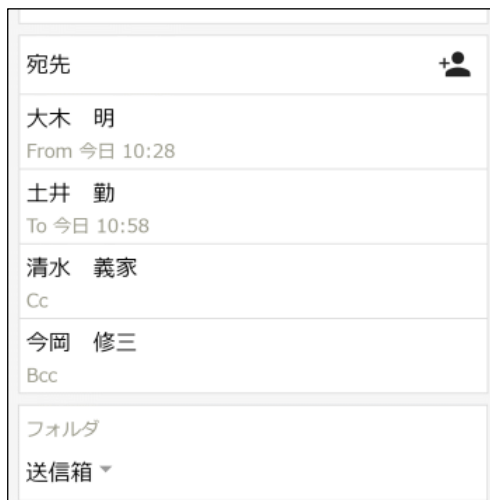 宛先
大木　明
From 今日 10:28
土井　勤
To 今日 10:58
清水　義家
Cc
今岡　修三
Bcc
フォルダ
送信箱